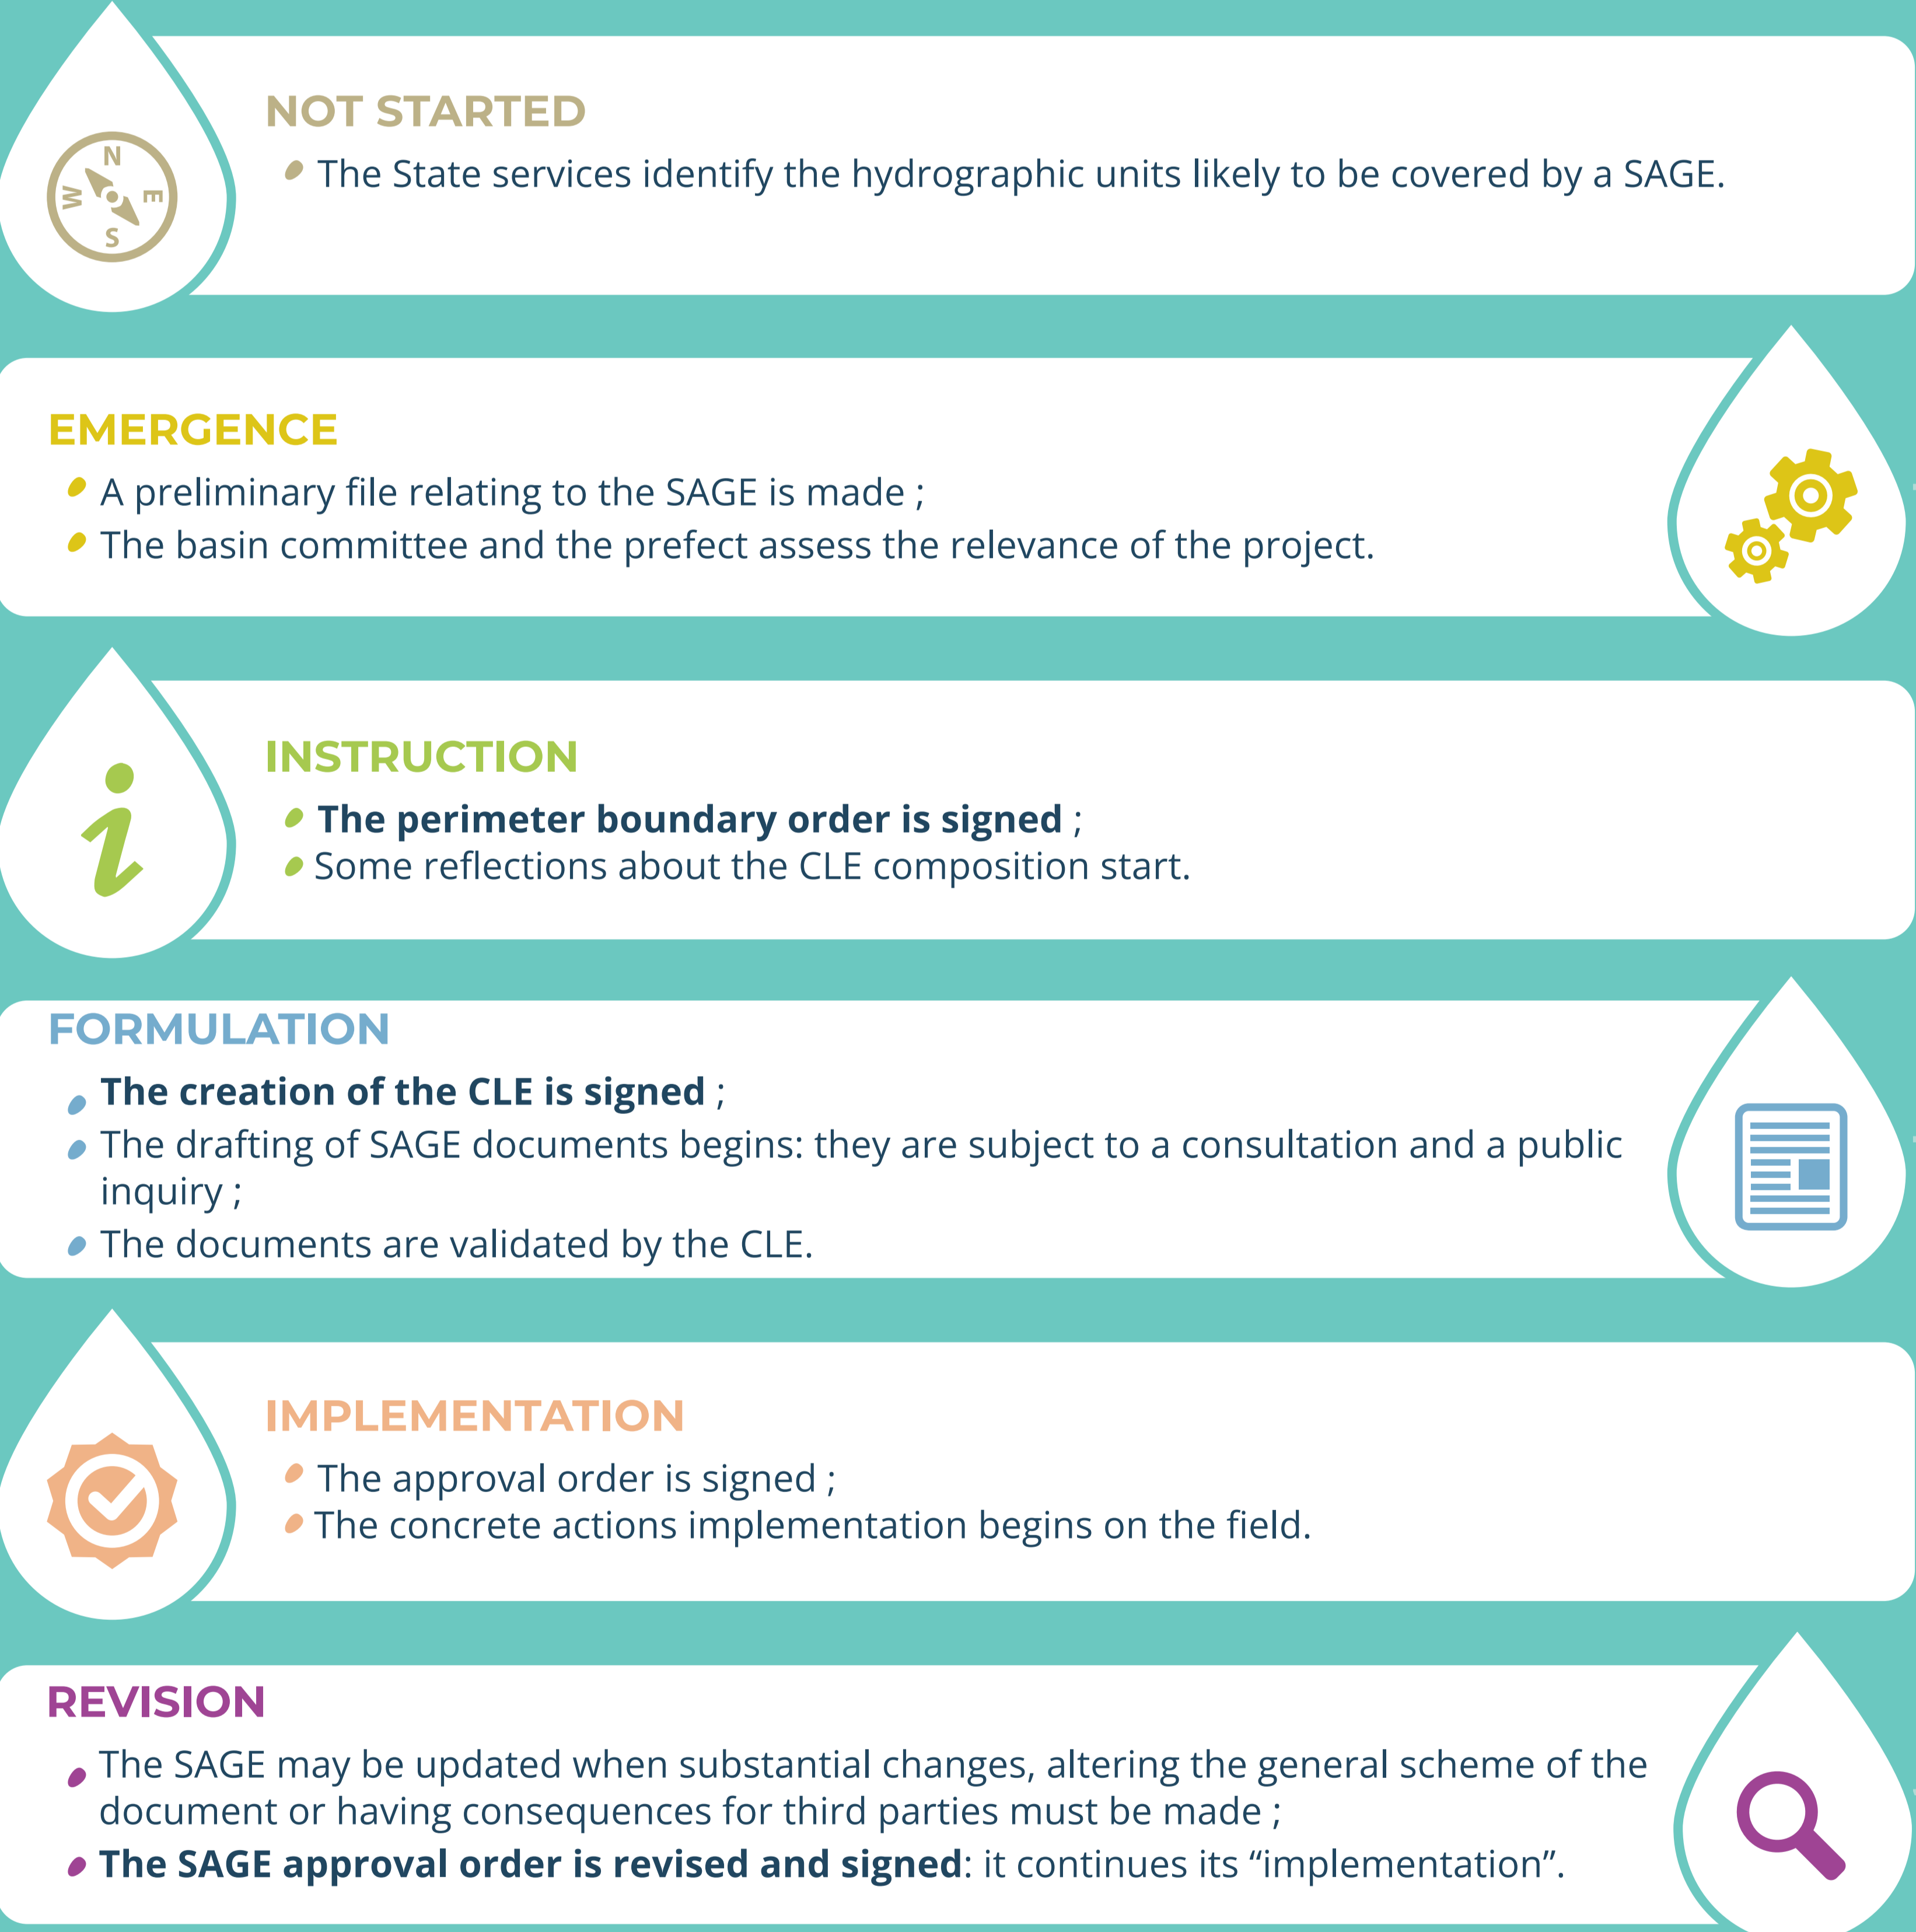 N
W
E
S
NOT STARTED
The State services identify the hydrographic units likely to be covered by a SAGE.
EMERGENCE
A preliminary file relating to the SAGE is made ;
The basin committee and the prefect assess the relevance of the project.
INSTRUCTION
The perimeter boundary order is signed ;
Some reflections about the CLE composition start.
FORMULATION
The creation of the CLE is signed ;
The drafting of SAGE documents begins: they are subject to a consultation and a public
inquiry ;
The documents are validated by the CLE.
IMPLEMENTATION
The approval order is signed ;
The concrete actions implementation begins on the field.
REVISION
The SAGE may be updated when substantial changes, altering the general scheme of the
document or having consequences for third parties must be made ;
The SAGE approval order is revised and signed: it continues its “implementation”.